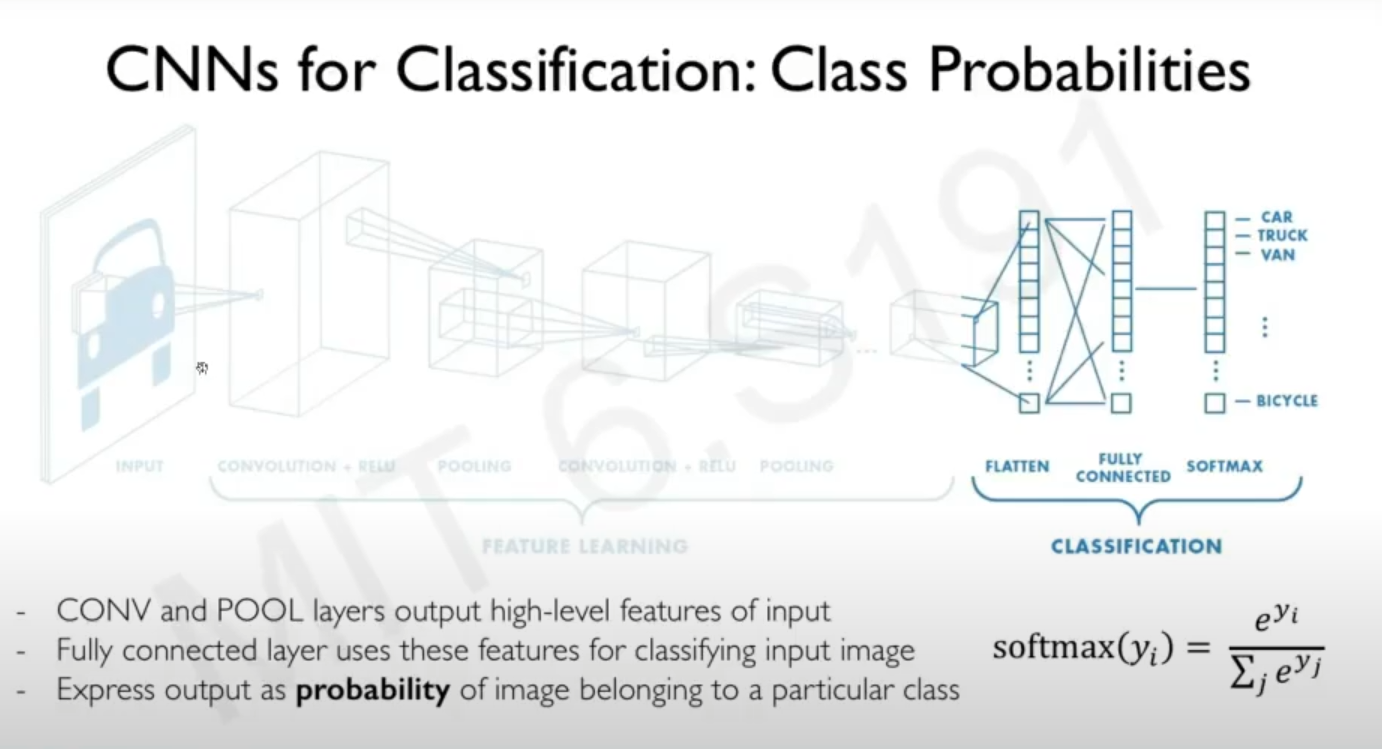 CNNs for Classification: Class Probabilities
CAR
TRUCK
VAN
⋮
...
⋮ ⋮ ⋮
BICYCLE
INPUT CONVOLUTION + RELU POOLING CONVOLUTION + RELU POOLING FLATTEN FULLY CONNECTED SOFTMAX
FEATURE LEARNING CLASSIFICATION
MIT 6.S191
- CONV and POOL layers output high-level features of input
- Fully connected layer uses these features for classifying input image
- Express output as probability of image belonging to a particular class
softmax(y_i) = e^{y_i} / Σ_j e^{y_j}